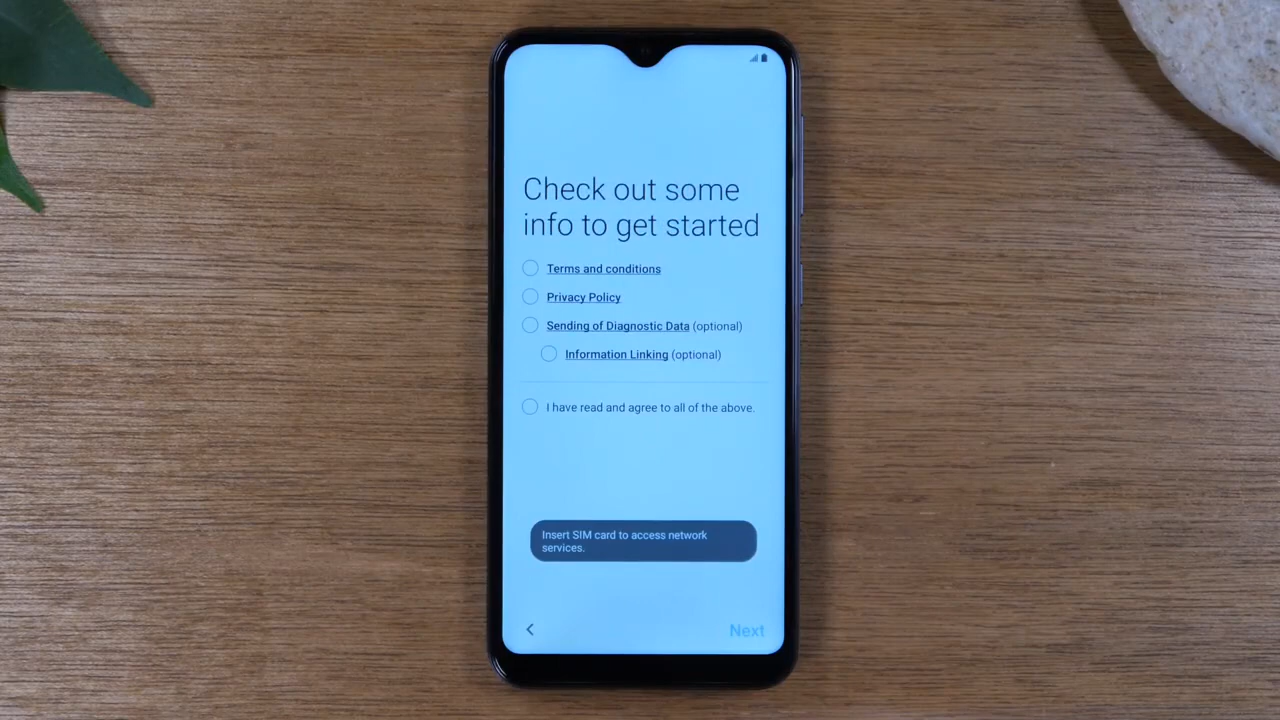 Check out some
info to get started
Terms and conditions
Privacy Policy
Sending of Diagnostic Data (optional)
Information Linking (optional)
I have read and agree to all of the above.
Insert SIM card to access network
services.
Next